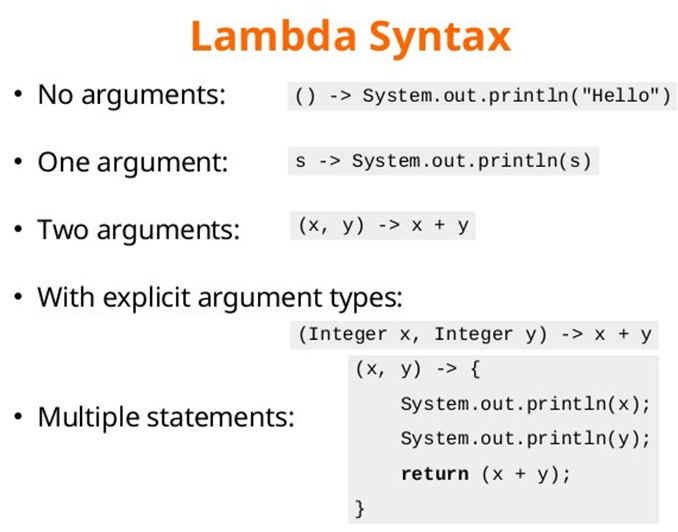 Lambda Syntax
• No arguments: () -> System.out.println("Hello")
• One argument: s -> System.out.println(s)
• Two arguments: (x, y) -> x + y
• With explicit argument types:
(Integer x, Integer y) -> x + y
• Multiple statements:
(x, y) -> {
    System.out.println(x);
    System.out.println(y);
    return (x + y);
}